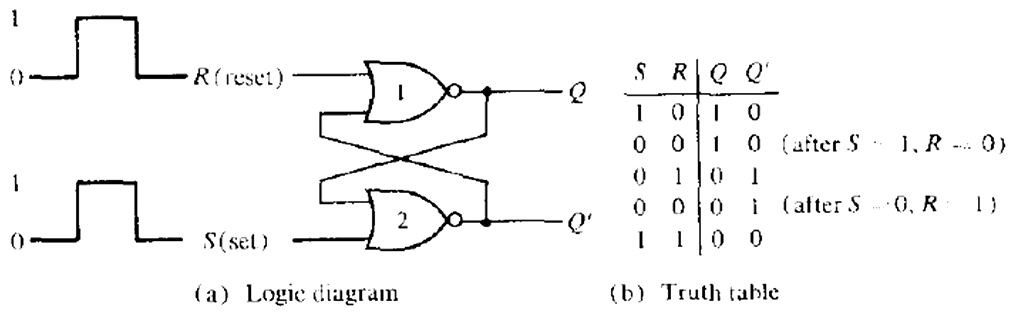 1
0
R(reset)
1
Q
1
0
S(set)
2
Q'
(a) Logic diagram
S R Q Q'
1 0 1 0
0 0 1 0 (after S = 1, R = 0)
0 1 0 1
0 0 0 1 (after S = 0, R = 1)
1 1 0 0
(b) Truth table